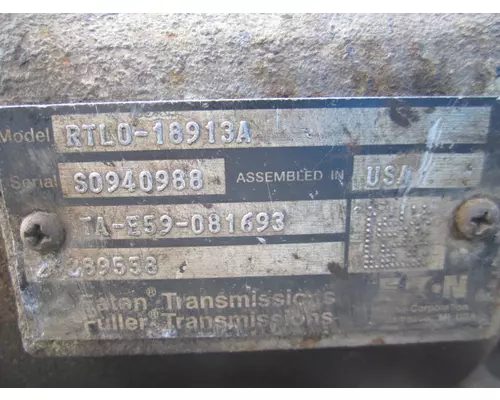 Model RTLO-18913A
Serial S0940988 ASSEMBLED IN USA
TA-E59-081693
Eaton® Transmissions
Fuller® Transmissions